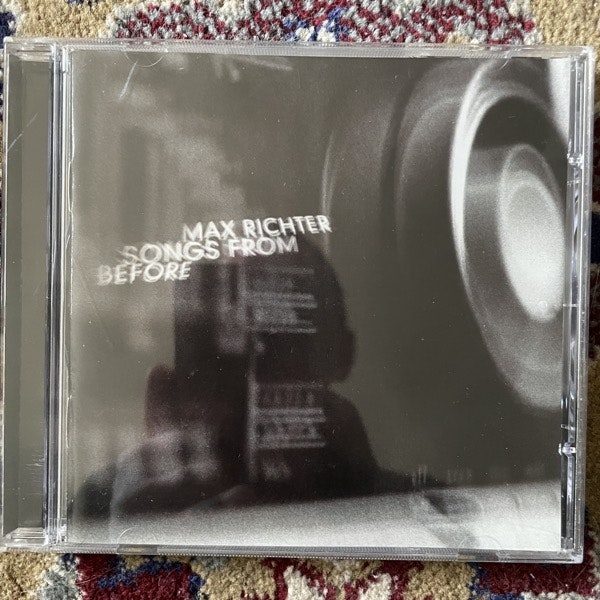 MAX RICHTER
SONGS FROM
BEFORE